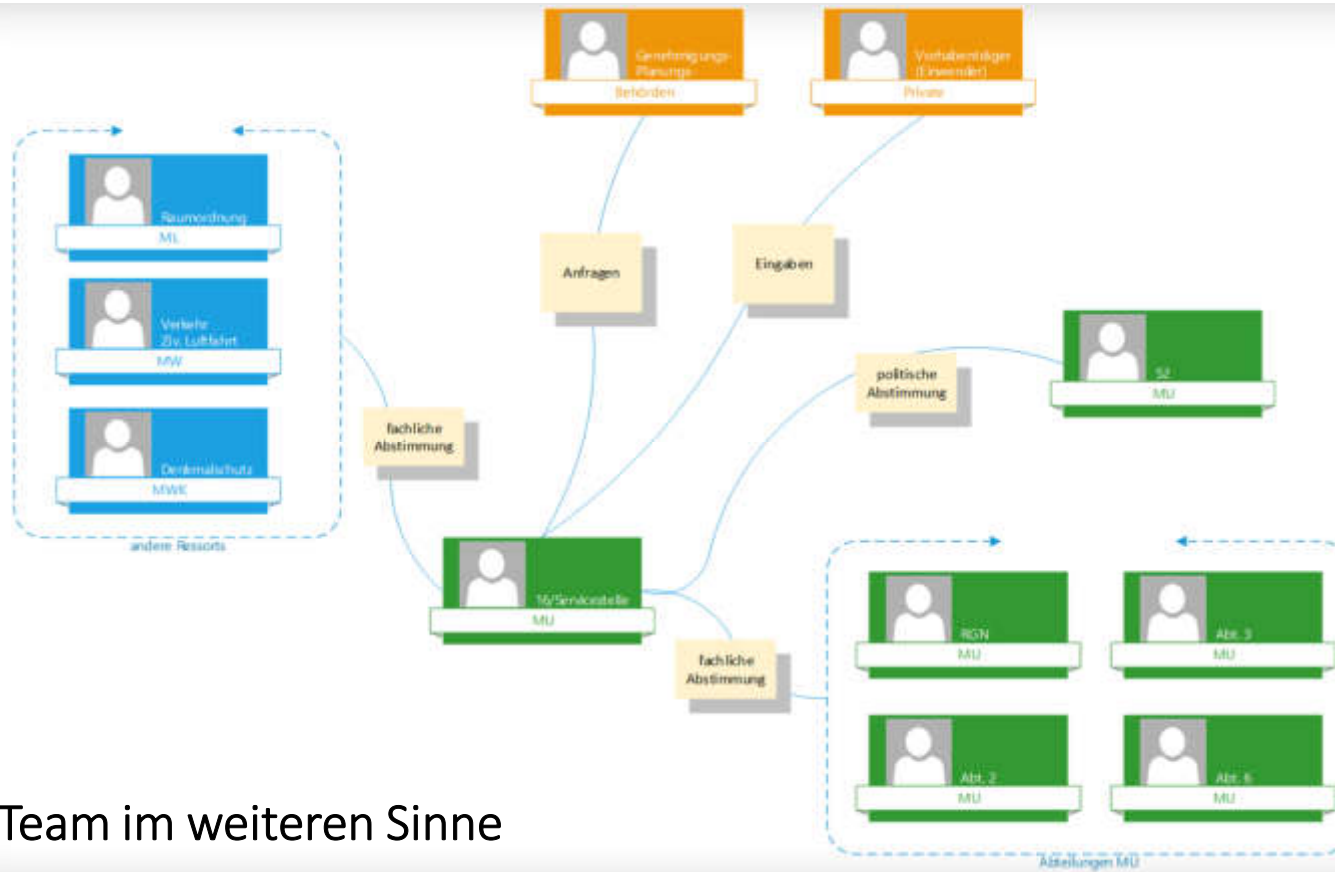 Genehmigungs-
Planungs-
Behörden
Vorhabenträger
(Einwender)
Private
Raumordnung
ML
Verkehr
Ziv. Luftfahrt
MW
Denkmalschutz
MWK
andere Ressorts
Anfragen
Eingaben
politische
Abstimmung
52
MU
fachliche
Abstimmung
16/Servicestelle
MU
fachliche
Abstimmung
RGN
MU
Abt. 3
MU
Abt. 2
MU
Abt. 6
MU
Abteilungen MU
Team im weiteren Sinne